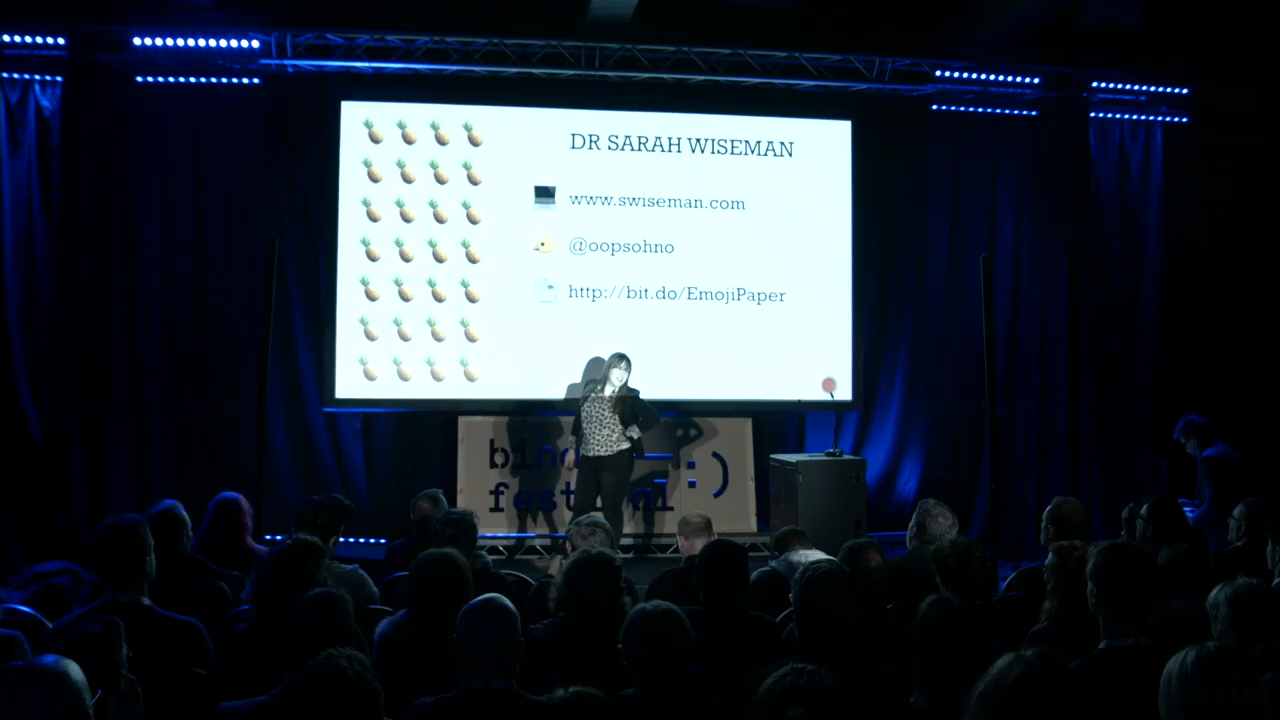 DR SARAH WISEMAN
www.swiseman.com
@oopsohno
http://bit.do/EmojiPaper
:)